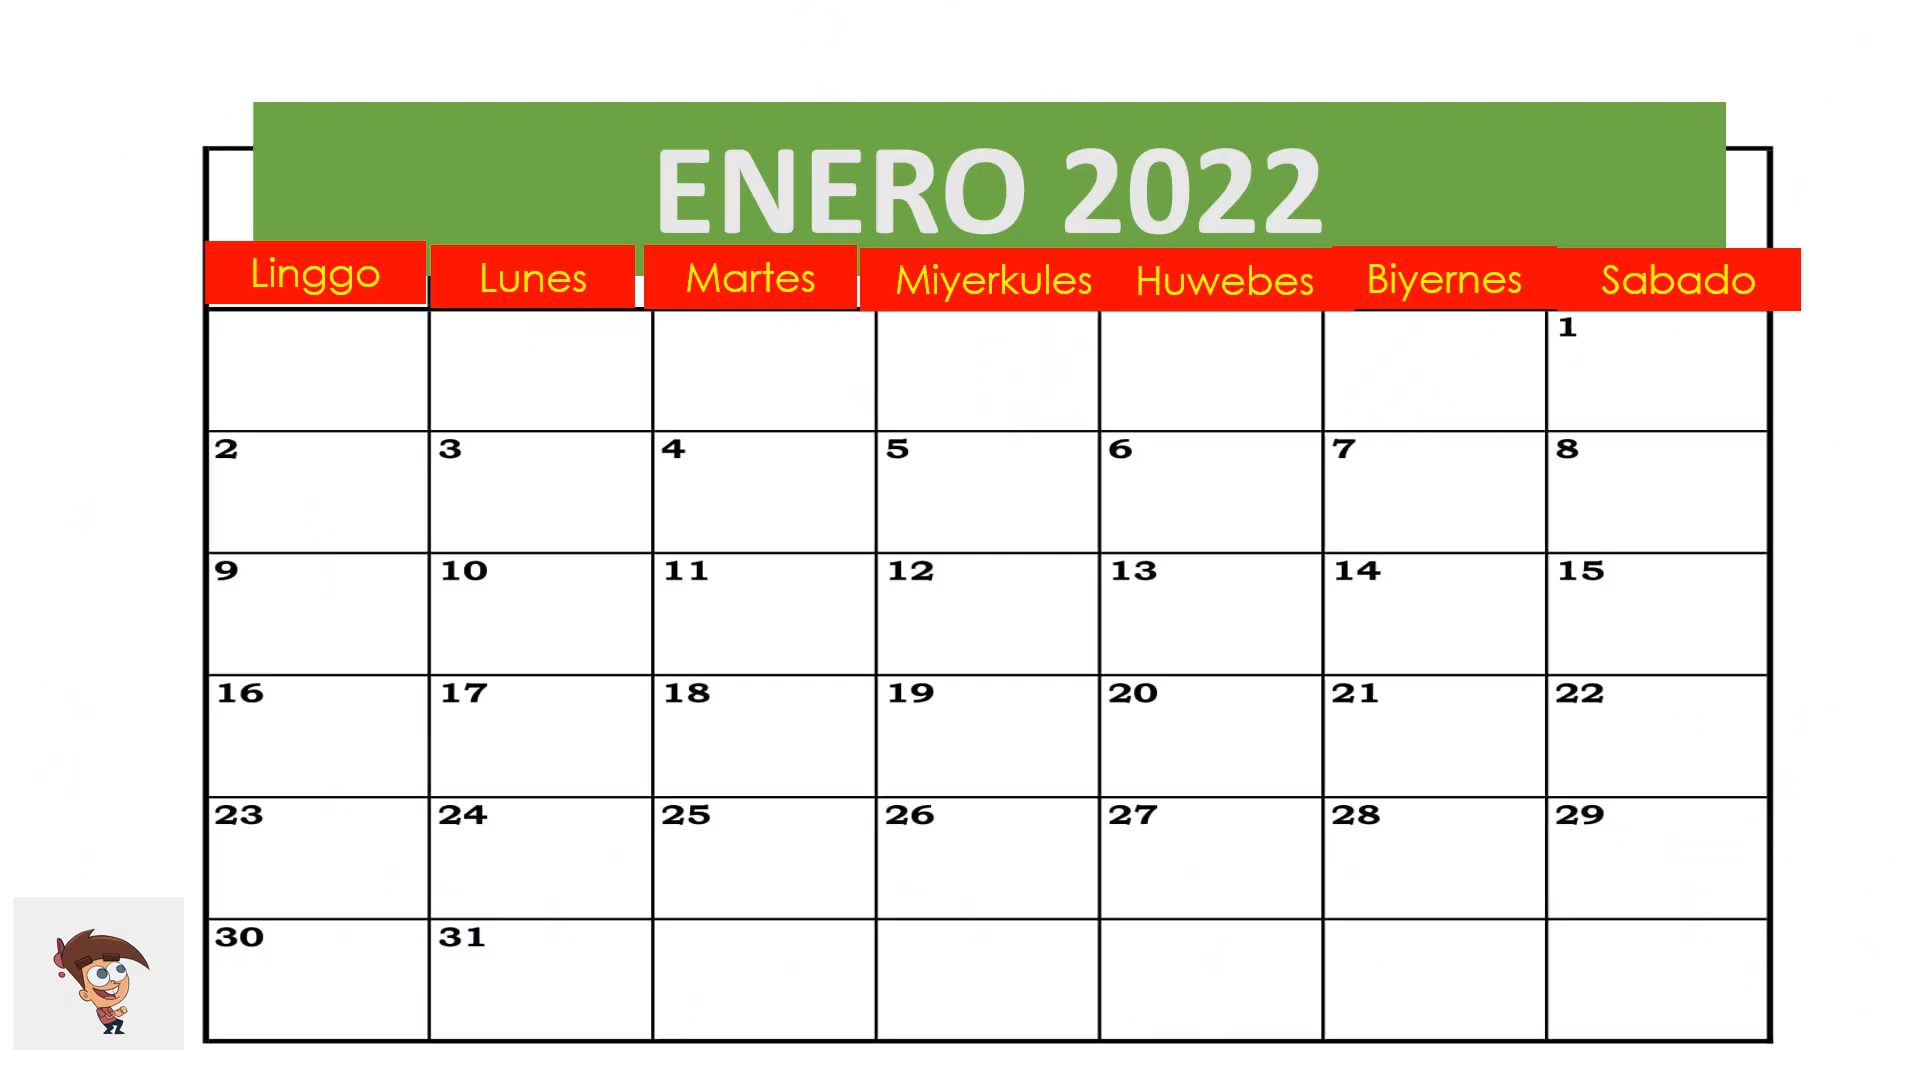 ENERO 2022
Linggo Lunes Martes Miyerkules Huwebes Biyernes Sabado
1
2 3 4 5 6 7 8
9 10 11 12 13 14 15
16 17 18 19 20 21 22
23 24 25 26 27 28 29
30 31